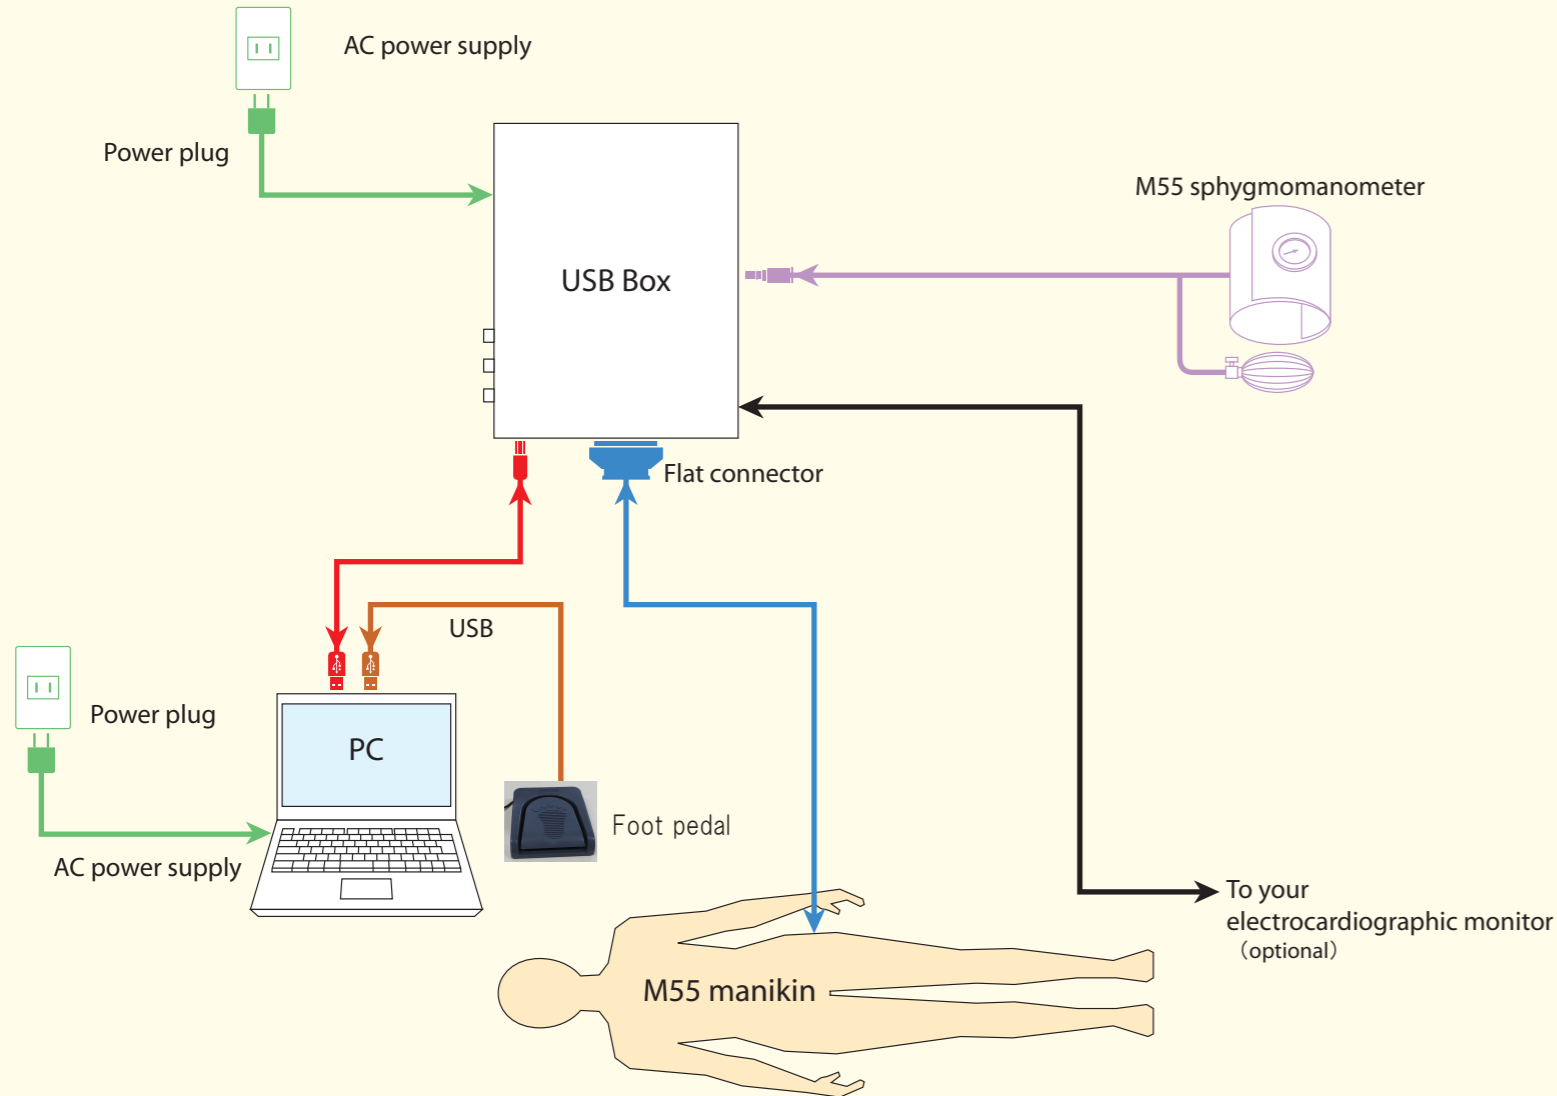 AC power supply
Power plug
M55 sphygmomanometer
USB Box
Flat connector
USB
Power plug
PC
Foot pedal
AC power supply
To your
electrocardiographic monitor
（optional）
M55 manikin